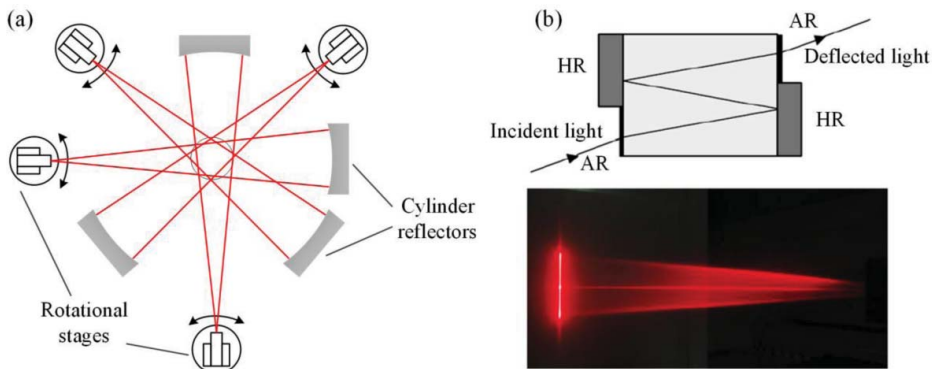 (a)
Cylinder
reflectors
Rotational
stages
(b)
AR
HR
Deflected light
Incident light
HR
AR